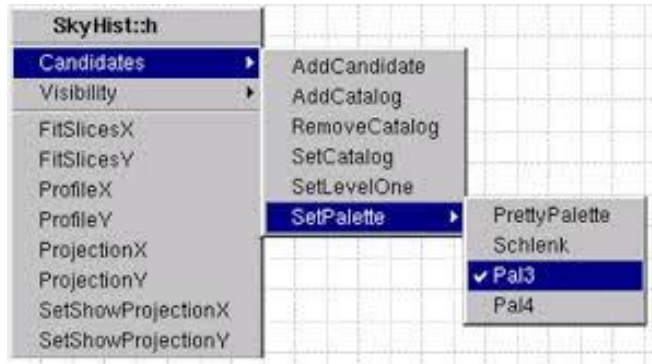 SkyHist::h
Candidates
Visibility
FitSlicesX
FitSlicesY
ProfileX
ProfileY
ProjectionX
ProjectionY
SetShowProjectionX
SetShowProjectionY
AddCandidate
AddCatalog
RemoveCatalog
SetCatalog
SetLevelOne
SetPalette
PrettyPalette
Schlenk
Pal3
Pal4